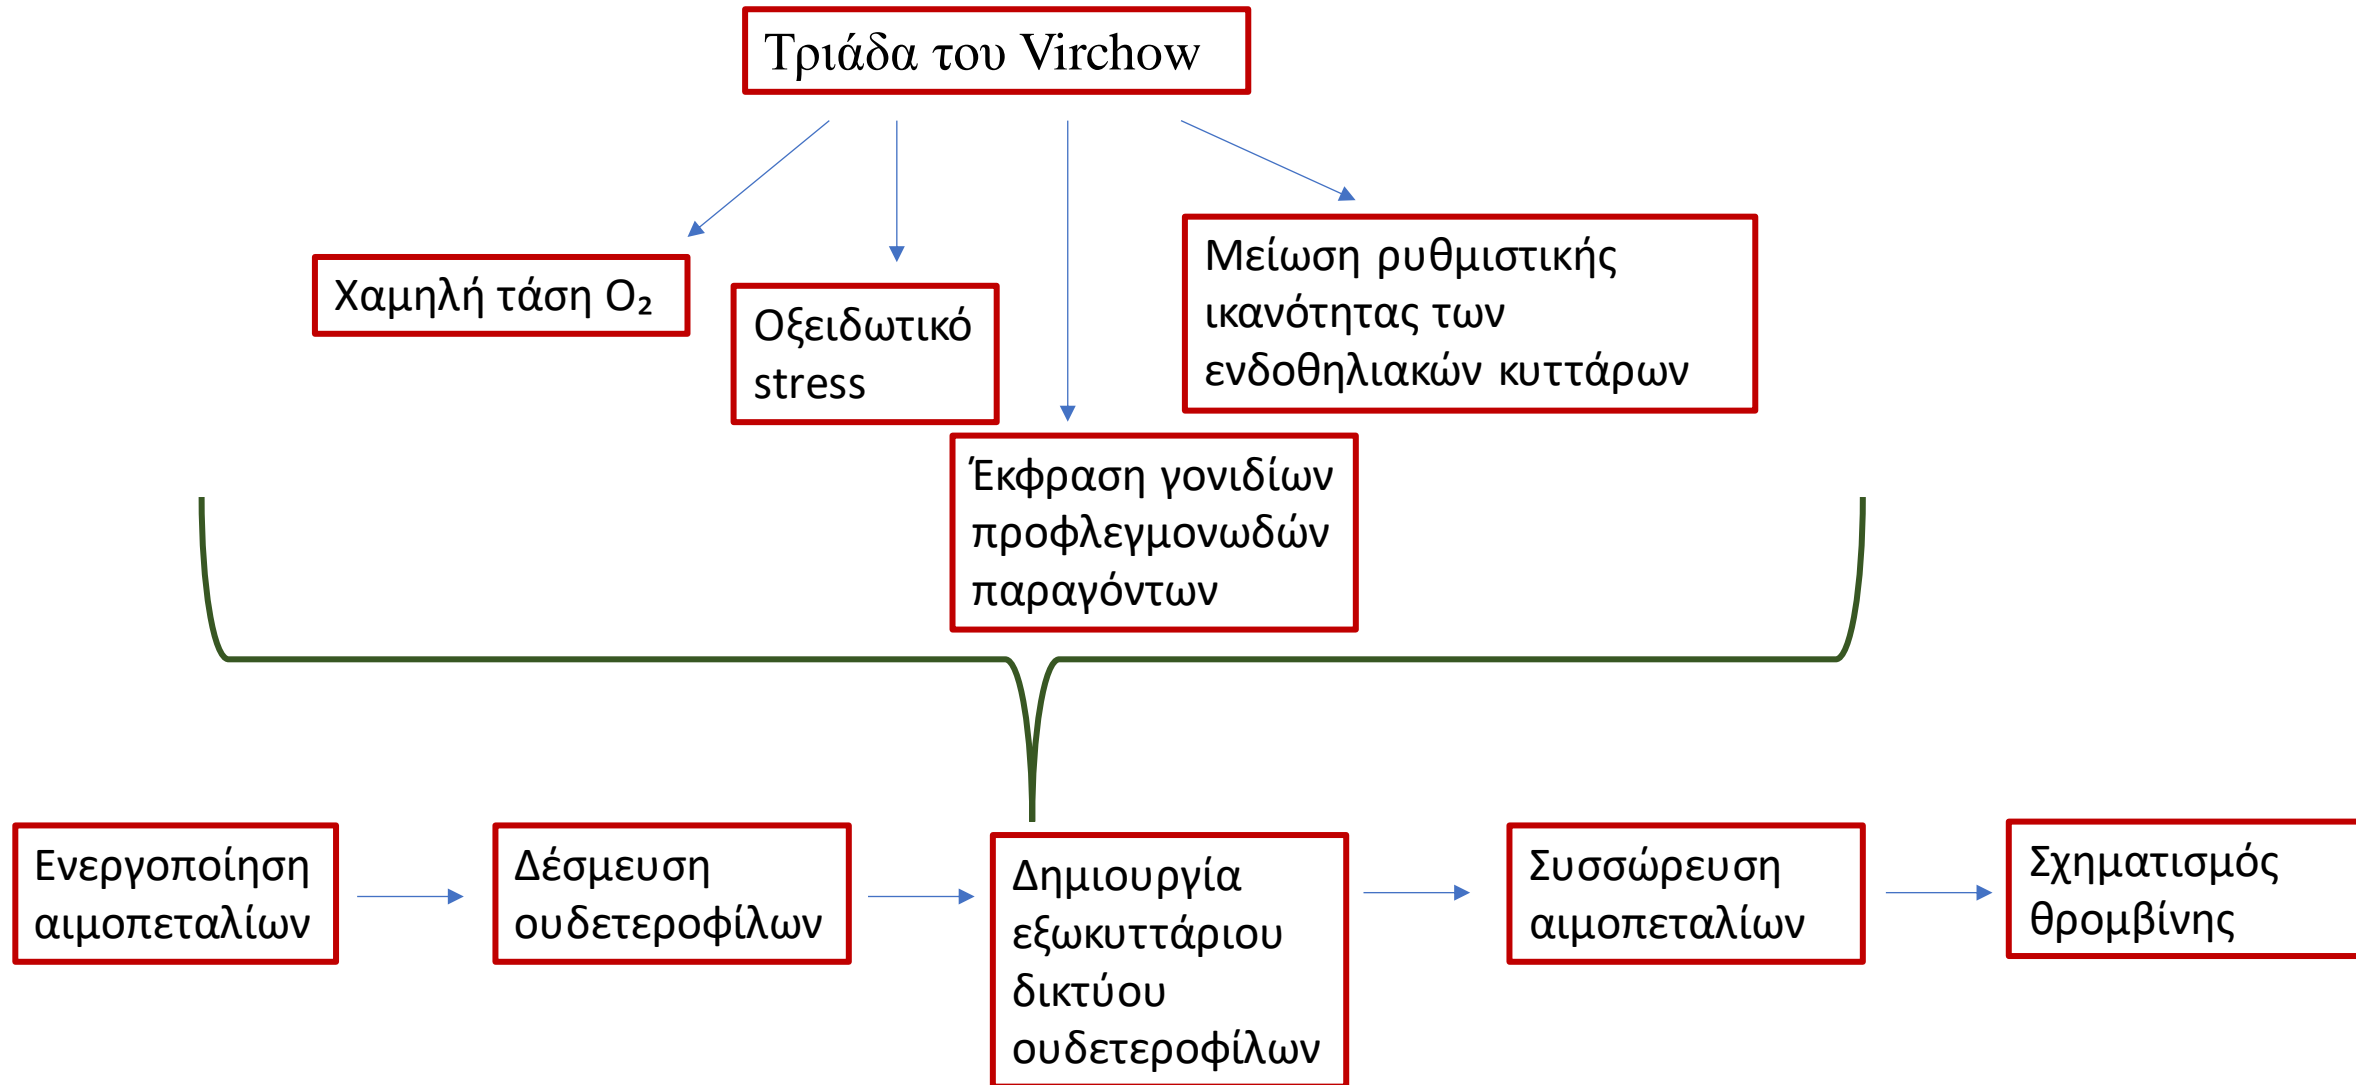 Τριάδα του Virchow
Χαμηλή τάση O₂
Οξειδωτικό
stress
Έκφραση γονιδίων
προφλεγμονωδών
παραγόντων
Μείωση ρυθμιστικής
ικανότητας των
ενδοθηλιακών κυττάρων
Ενεργοποίηση
αιμοπεταλίων
Δέσμευση
ουδετεροφίλων
Δημιουργία
εξωκυττάριου
δικτύου
ουδετεροφίλων
Συσσώρευση
αιμοπεταλίων
Σχηματισμός
θρομβίνης